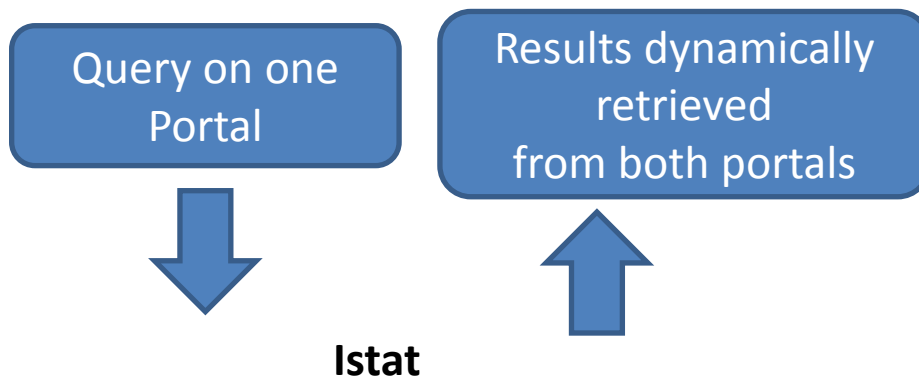 Query on one
Portal
Results dynamically
retrieved
from both portals
Istat